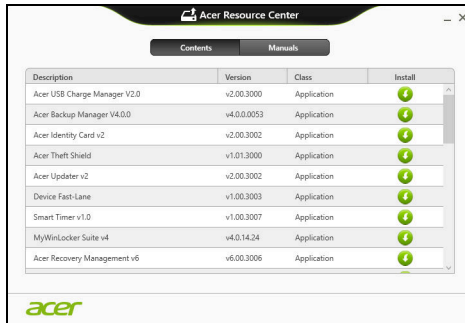 Acer Resource Center
Contents Manuals
Description Version Class Install
Acer USB Charge Manager V2.0 v2.00.3000 Application
Acer Backup Manager V4.0.0 v4.0.0.0053 Application
Acer Identity Card v2 v2.00.3002 Application
Acer Theft Shield v1.01.3000 Application
Acer Updater v2 v2.00.3002 Application
Device Fast-Lane v1.00.3003 Application
Smart Timer v1.0 v1.00.3007 Application
MyWinLocker Suite v4 v4.0.14.24 Application
Acer Recovery Management v6 v6.00.3006 Application
acer